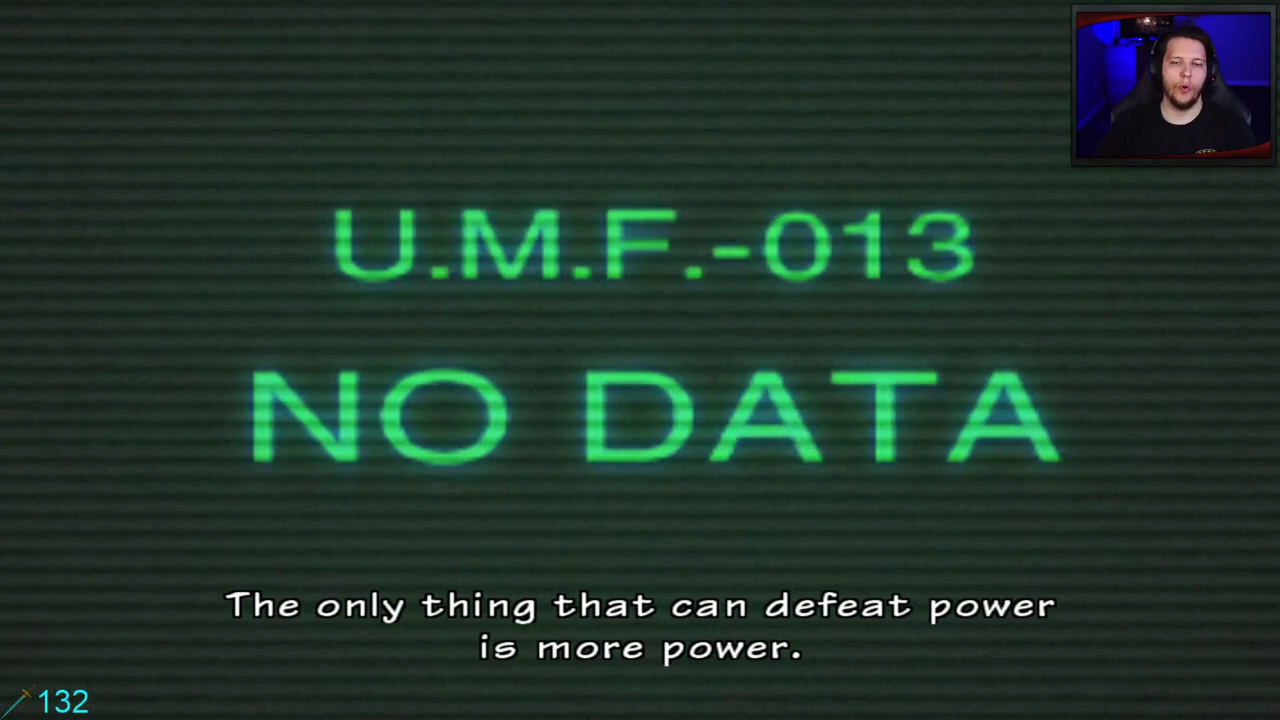 U.M.F.-013
NO DATA
The only thing that can defeat power
is more power.
132